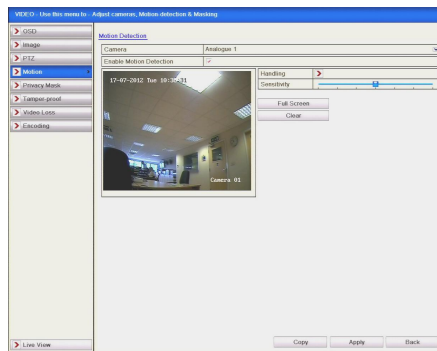 VIDEO - Use this menu to - Adjust cameras, Motion detection & Masking
OSD
Image
PTZ
Motion
Privacy Mask
Tamper-proof
Video Loss
Encoding
Live View
Motion Detection
Camera Analogue 1
Enable Motion Detection
17-07-2012 Tue 10:35:31
Camera 01
Handling
Sensitivity
Full Screen
Clear
Copy Apply Back